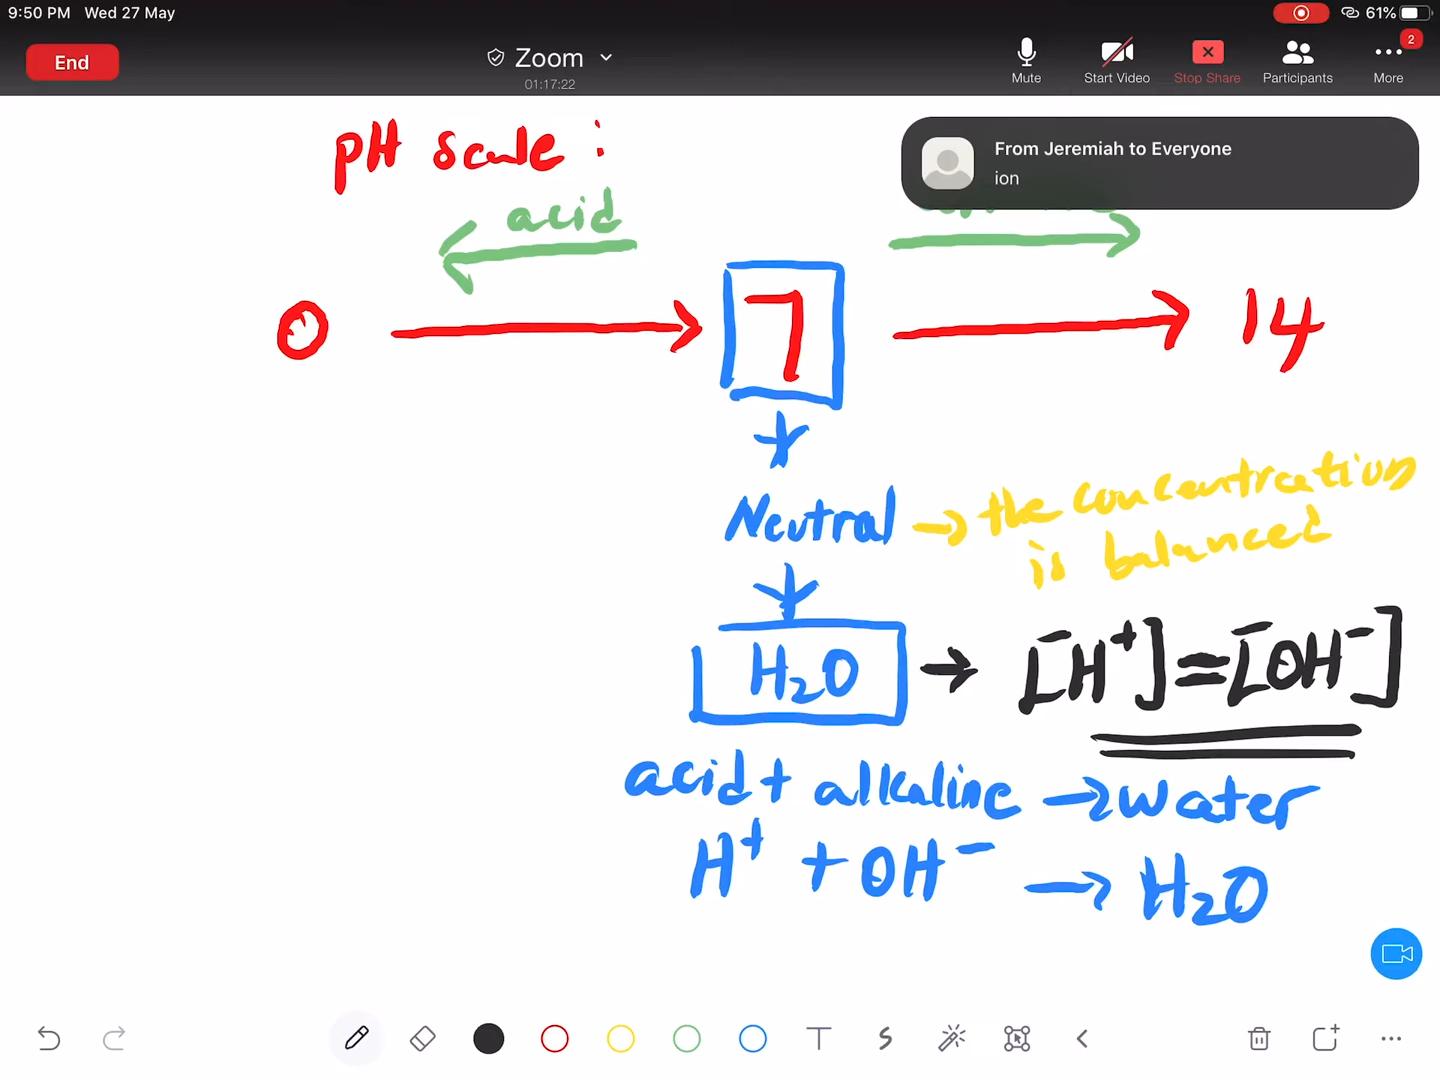 9:50 PM Wed 27 May
61%
End
Zoom
01:17:22
Mute
Start Video
Stop Share
Participants
More
2
pH scale :
From Jeremiah to Everyone
ion
acid
0 → 7 → 14
Neutral → the concentration
is balanced
H₂O → [H⁺] = [OH⁻]
acid + alkaline → water
H⁺ + OH⁻ → H₂O
T